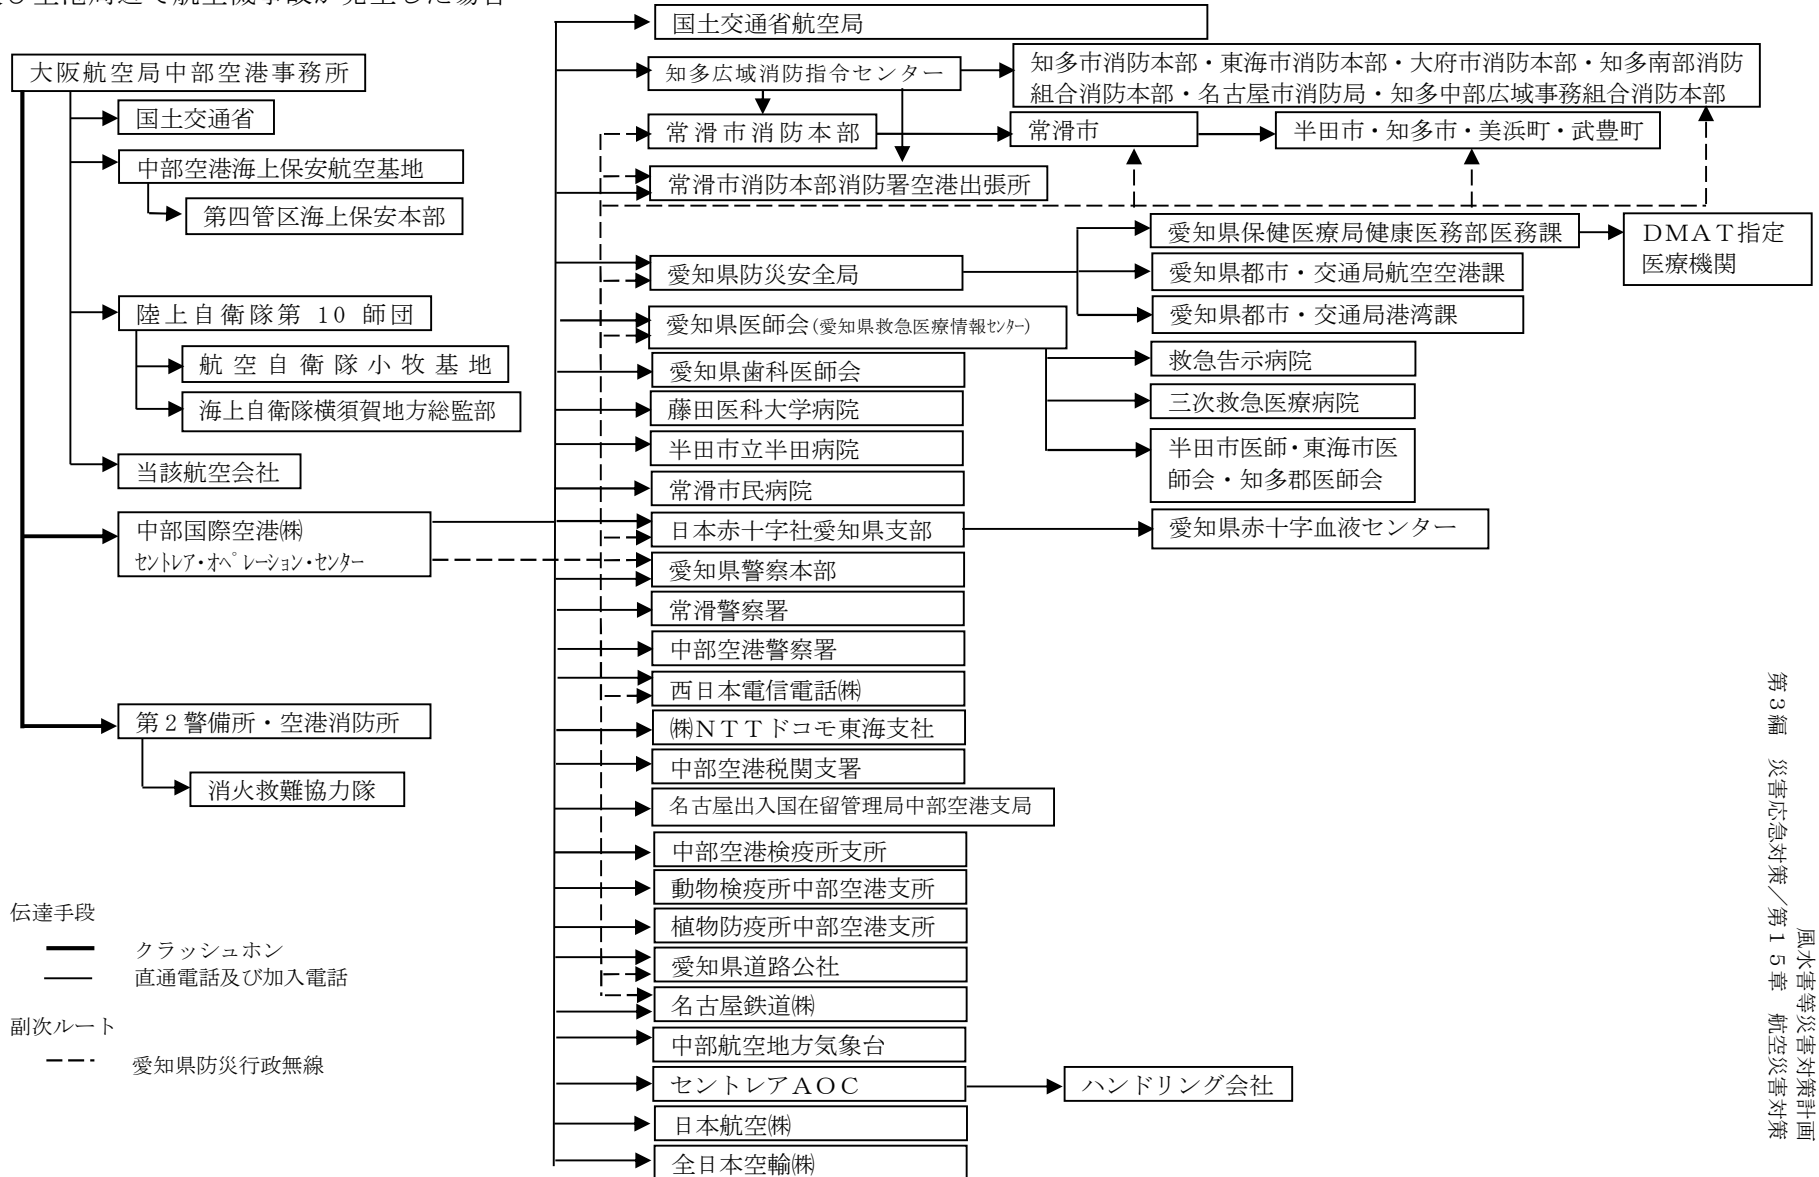 び空港周辺で航空機事故が発生した場合
大阪航空局中部空港事務所
国土交通省
中部空港海上保安航空基地
第四管区海上保安本部
陸上自衛隊第 10 師団
航空自衛隊小牧基地
海上自衛隊横須賀地方総監部
当該航空会社
中部国際空港㈱
セントレア・オペレーション・センター
第２警備所・空港消防所
消火救難協力隊
国土交通省航空局
知多広域消防指令センター
知多市消防本部・東海市消防本部・大府市消防本部・知多南部消防
組合消防本部・名古屋市消防局・知多中部広域事務組合消防本部
常滑市消防本部
常滑市
半田市・知多市・美浜町・武豊町
常滑市消防本部消防署空港出張所
愛知県防災安全局
愛知県保健医療局健康医務部医務課
ＤＭＡＴ指定
医療機関
愛知県都市・交通局航空空港課
愛知県都市・交通局港湾課
愛知県医師会(愛知県救急医療情報センター)
救急告示病院
三次救急医療病院
半田市医師・東海市医
師会・知多郡医師会
愛知県歯科医師会
藤田医科大学病院
半田市立半田病院
常滑市民病院
日本赤十字社愛知県支部
愛知県赤十字血液センター
愛知県警察本部
常滑警察署
中部空港警察署
西日本電信電話㈱
㈱ＮＴＴドコモ東海支社
中部空港税関支署
名古屋出入国在留管理局中部空港支局
中部空港検疫所支所
動物検疫所中部空港支所
植物防疫所中部空港支所
愛知県道路公社
名古屋鉄道㈱
中部航空地方気象台
セントレアＡＯＣ
ハンドリング会社
日本航空㈱
全日本空輸㈱
伝達手段
クラッシュホン
直通電話及び加入電話
副次ルート
愛知県防災行政無線
風水害等災害対策計画
第３編　災害応急対策／第１５章　航空災害対策